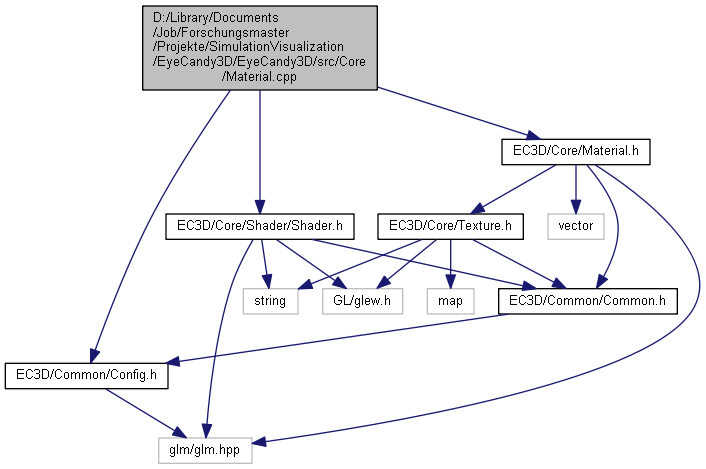 D:/Library/Documents
/Job/Forschungsmaster
/Projekte/SimulationVisualization
/EyeCandy3D/EyeCandy3D/src/Core
/Material.cpp
EC3D/Core/Material.h
EC3D/Core/Shader/Shader.h
EC3D/Core/Texture.h
vector
string
GL/glew.h
map
EC3D/Common/Common.h
EC3D/Common/Config.h
glm/glm.hpp